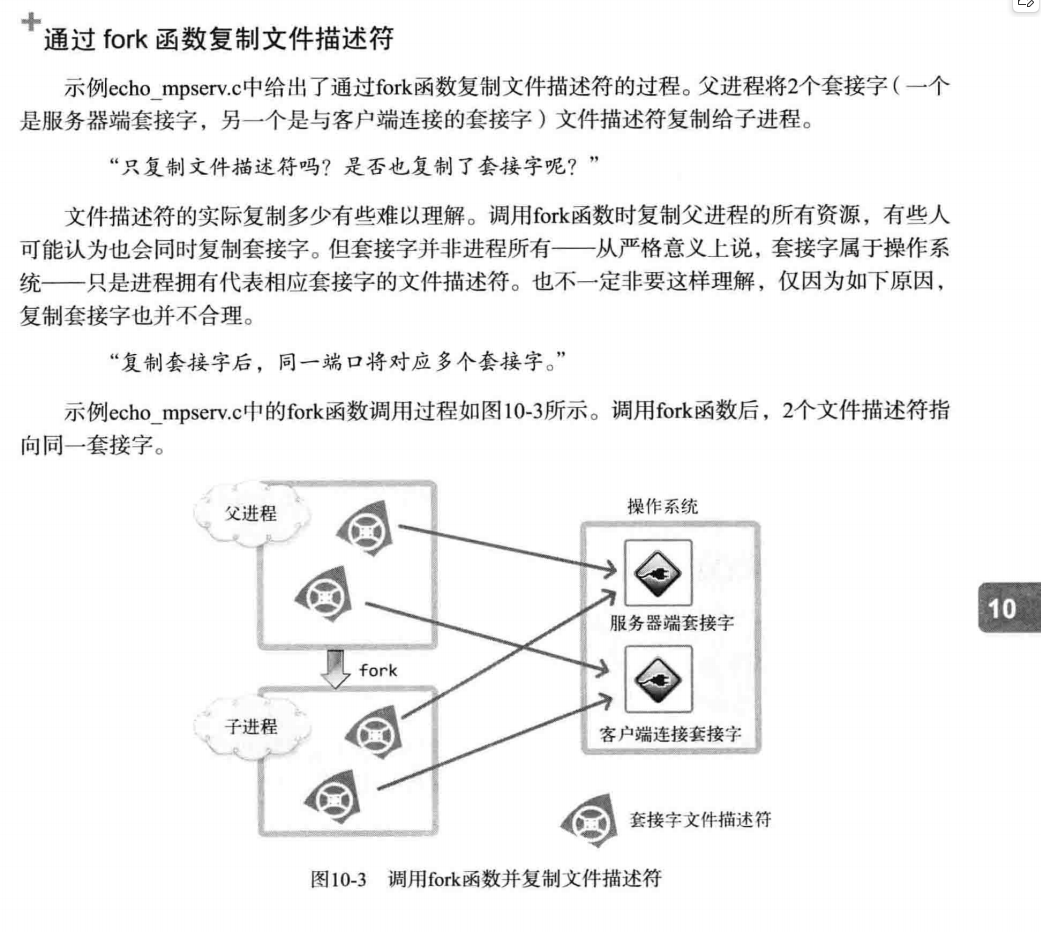 通过 fork 函数复制文件描述符
示例echo_mpserv.c中给出了通过fork函数复制文件描述符的过程。父进程将2个套接字（一个
是服务器端套接字，另一个是与客户端连接的套接字）文件描述符复制给子进程。
“只复制文件描述符吗？是否也复制了套接字呢？”
文件描述符的实际复制多少有些难以理解。调用fork函数时复制父进程的所有资源，有些人
可能认为也会同时复制套接字。但套接字并非进程所有——从严格意义上说，套接字属于操作系
统——只是进程拥有代表相应套接字的文件描述符。也不一定非要这样理解，仅因为如下原因，
复制套接字也并不合理。
“复制套接字后，同一端口将对应多个套接字。”
示例echo_mpserv.c中的fork函数调用过程如图10-3所示。调用fork函数后，2个文件描述符指
向同一套接字。
父进程
操作系统
服务器端套接字
10
fork
子进程
客户端连接套接字
套接字文件描述符
图10-3 调用fork函数并复制文件描述符